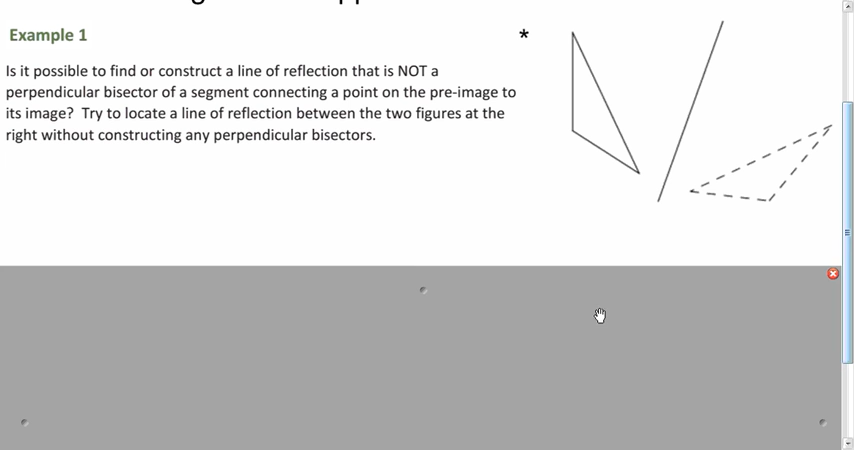 Example 1
*
Is it possible to find or construct a line of reflection that is NOT a
perpendicular bisector of a segment connecting a point on the pre-image to
its image? Try to locate a line of reflection between the two figures at the
right without constructing any perpendicular bisectors.